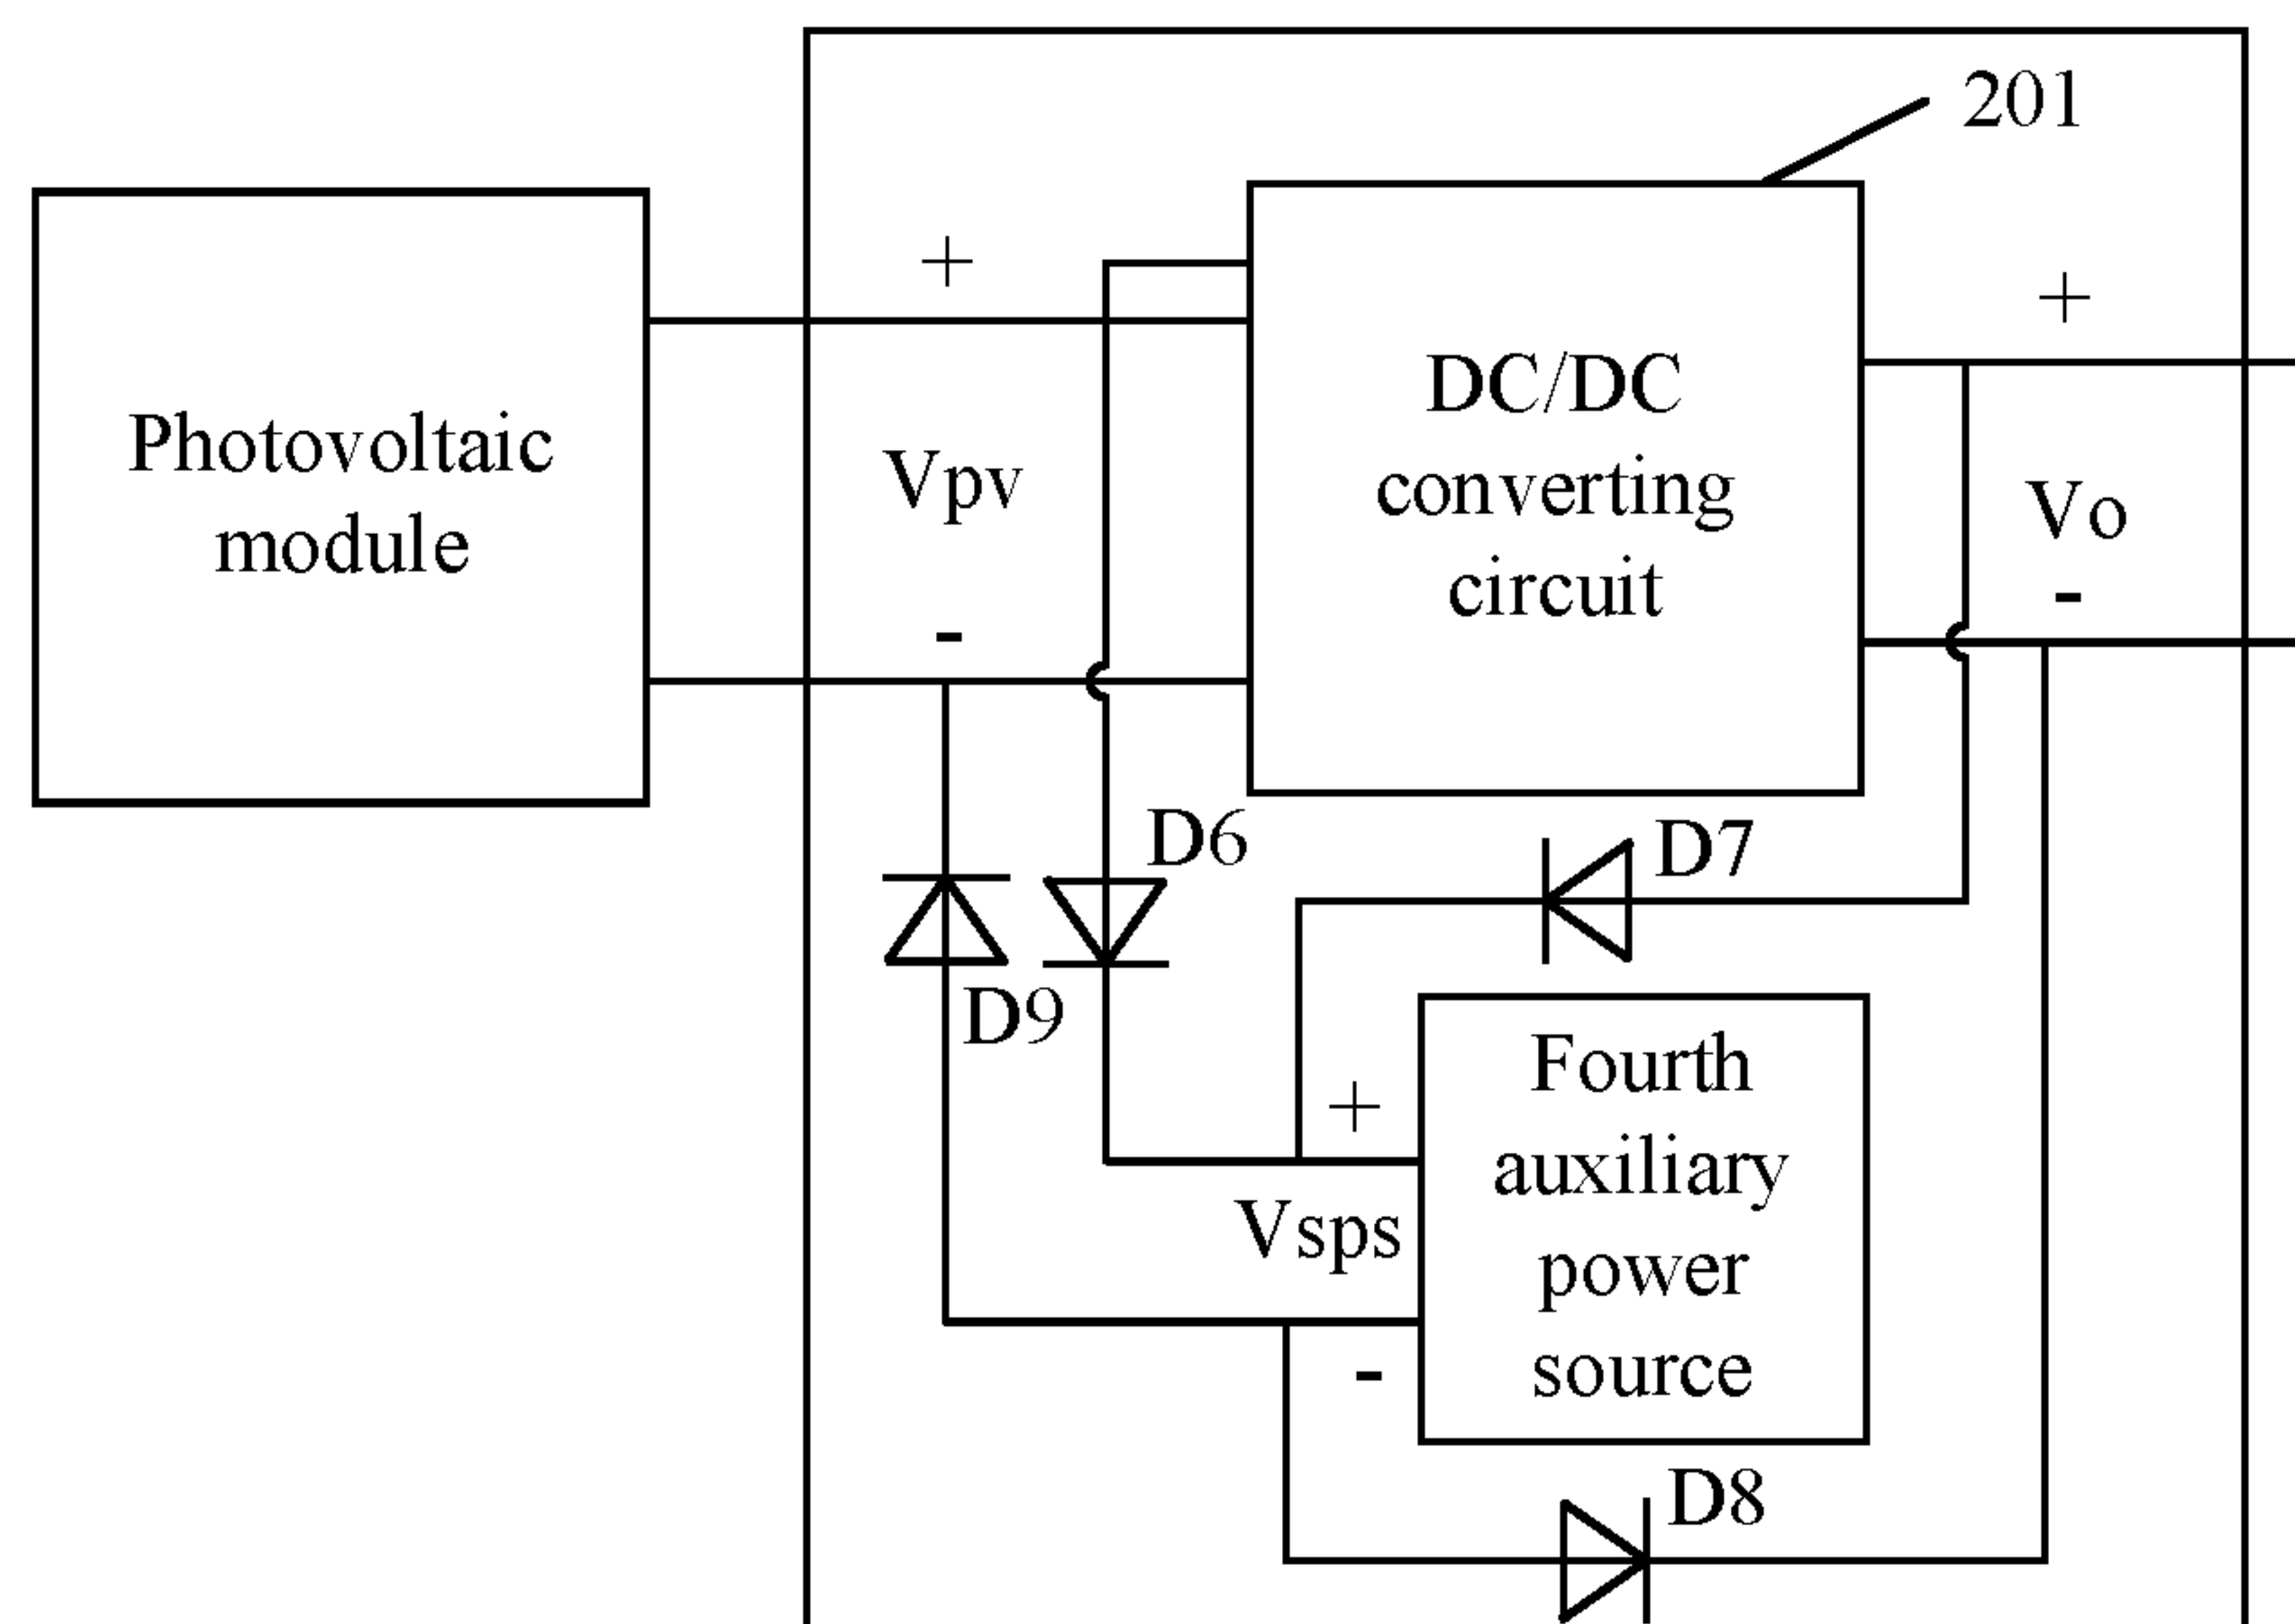 201
+
+
Photovoltaic
module
Vpv
DC/DC
converting
circuit
Vo
-
-
D6
D7
D9
+
Fourth
auxiliary
power
source
Vsps
-
D8